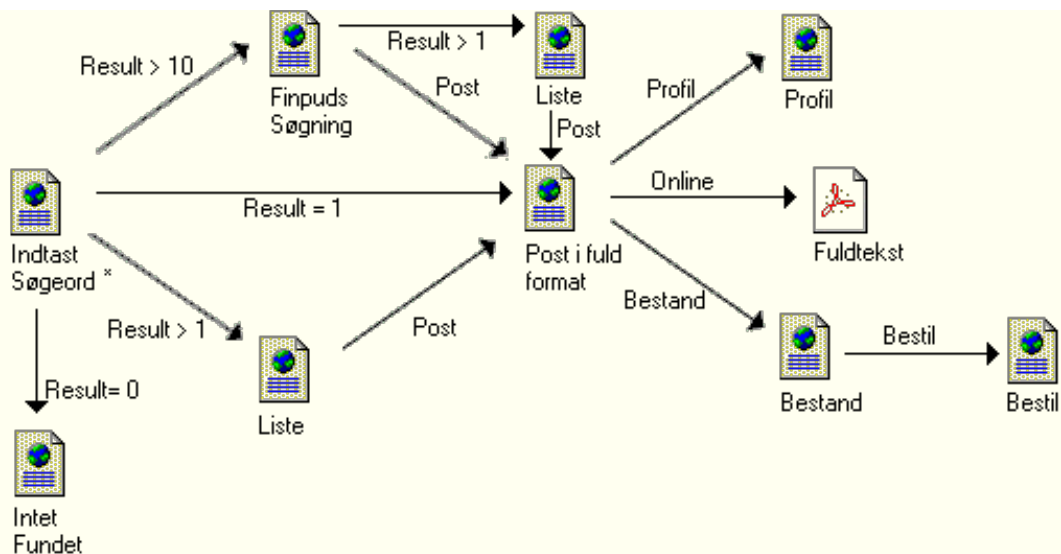 Result > 10
Finpuds
Søgning
Result > 1
Post
Liste
Post
Profil
Profil
Indtast
Søgeord *
Result = 1
Post i fuld
format
Online
Fuldtekst
Result > 1
Post
Liste
Bestand
Bestand
Bestil
Bestil
Result= 0
Intet
Fundet